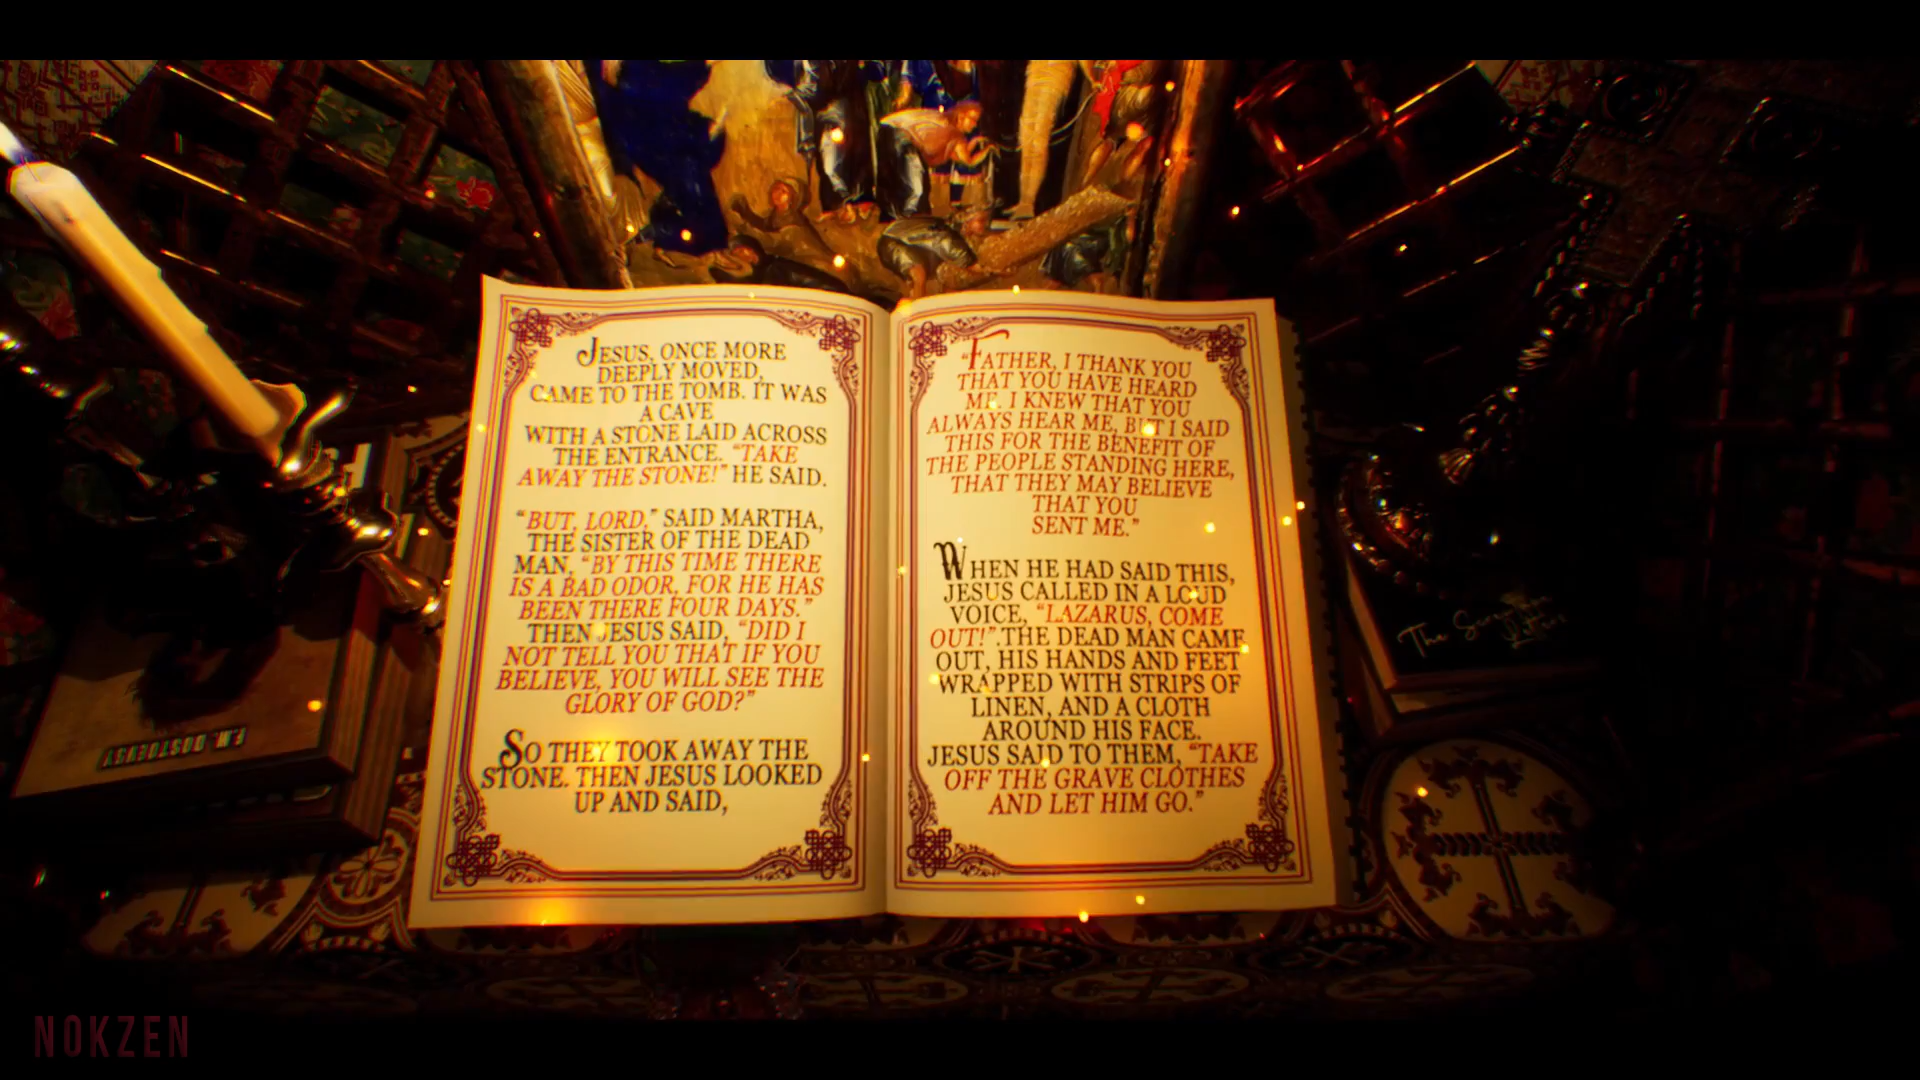 JESUS, ONCE MORE
DEEPLY MOVED,
CAME TO THE TOMB. IT WAS
A CAVE
WITH A STONE LAID ACROSS
THE ENTRANCE. “TAKE
AWAY THE STONE!” HE SAID.
“BUT, LORD,” SAID MARTHA,
THE SISTER OF THE DEAD
MAN, “BY THIS TIME THERE
IS A BAD ODOR, FOR HE HAS
BEEN THERE FOUR DAYS.”
THEN JESUS SAID, “DID I
NOT TELL YOU THAT IF YOU
BELIEVE, YOU WILL SEE THE
GLORY OF GOD?”
SO THEY TOOK AWAY THE
STONE. THEN JESUS LOOKED
UP AND SAID,
“FATHER, I THANK YOU
THAT YOU HAVE HEARD
ME. I KNEW THAT YOU
ALWAYS HEAR ME, BUT I SAID
THIS FOR THE BENEFIT OF
THE PEOPLE STANDING HERE,
THAT THEY MAY BELIEVE
THAT YOU
SENT ME.”
WHEN HE HAD SAID THIS,
JESUS CALLED IN A LOUD
VOICE, “LAZARUS, COME
OUT!”.THE DEAD MAN CAME
OUT, HIS HANDS AND FEET
WRAPPED WITH STRIPS OF
LINEN, AND A CLOTH
AROUND HIS FACE.
JESUS SAID TO THEM, “TAKE
OFF THE GRAVE CLOTHES
AND LET HIM GO.”
F.M. DOSTOEVSKY
The
NOKZEN